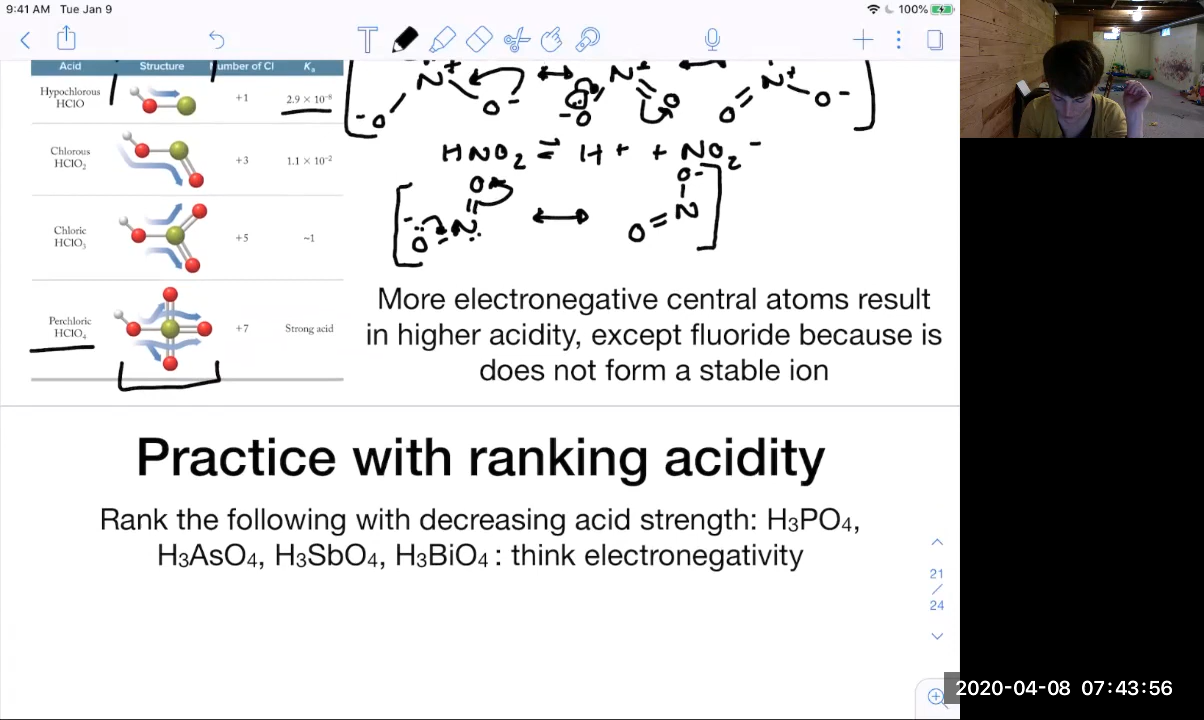 9:41 AM Tue Jan 9
100%
T
Acid Structure umber of Cl Ka
Hypochlorous
HClO
+1 2.9 × 10⁻⁸
Chlorous
HClO2
+3 1.1 × 10⁻²
Chloric
HClO3
+5 ~1
Perchloric
HClO4
+7 Strong acid
N+ ↔ N+ ↔ N+
-O O- -O O O O-
HNO2 ⇌ H+ + NO2-
[ O O- ]
-O N ↔ O=N
More electronegative central atoms result
in higher acidity, except fluoride because is
does not form a stable ion
Practice with ranking acidity
Rank the following with decreasing acid strength: H3PO4,
H3AsO4, H3SbO4, H3BiO4 : think electronegativity
21
/
24
2020-04-08 07:43:56